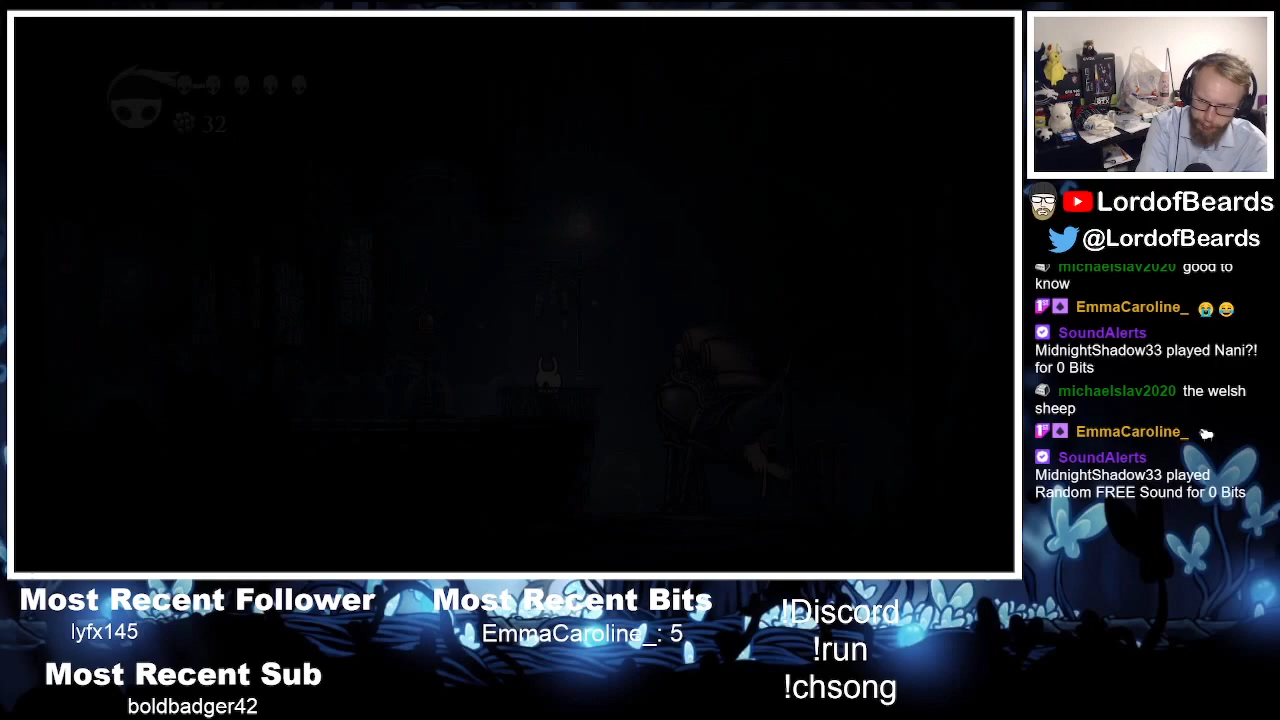 32
LordofBeards
@LordofBeards
michaelslav2020 good to
know
EmmaCaroline_
SoundAlerts
MidnightShadow33 played Nani?!
for 0 Bits
michaelslav2020 the welsh
sheep
EmmaCaroline_
SoundAlerts
MidnightShadow33 played
Random FREE Sound for 0 Bits
Most Recent Follower
lyfx145
Most Recent Sub
boldbadger42
Most Recent Bits
EmmaCaroline_: 5
!Discord
!run
!chsong